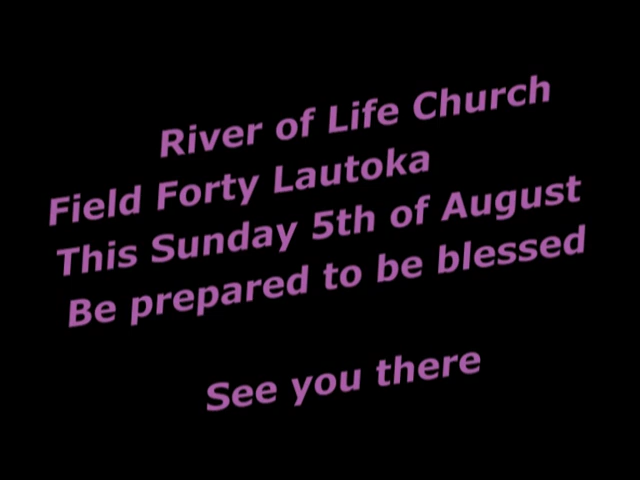 River of Life Church
Field Forty Lautoka
This Sunday 5th of August
Be prepared to be blessed
See you there